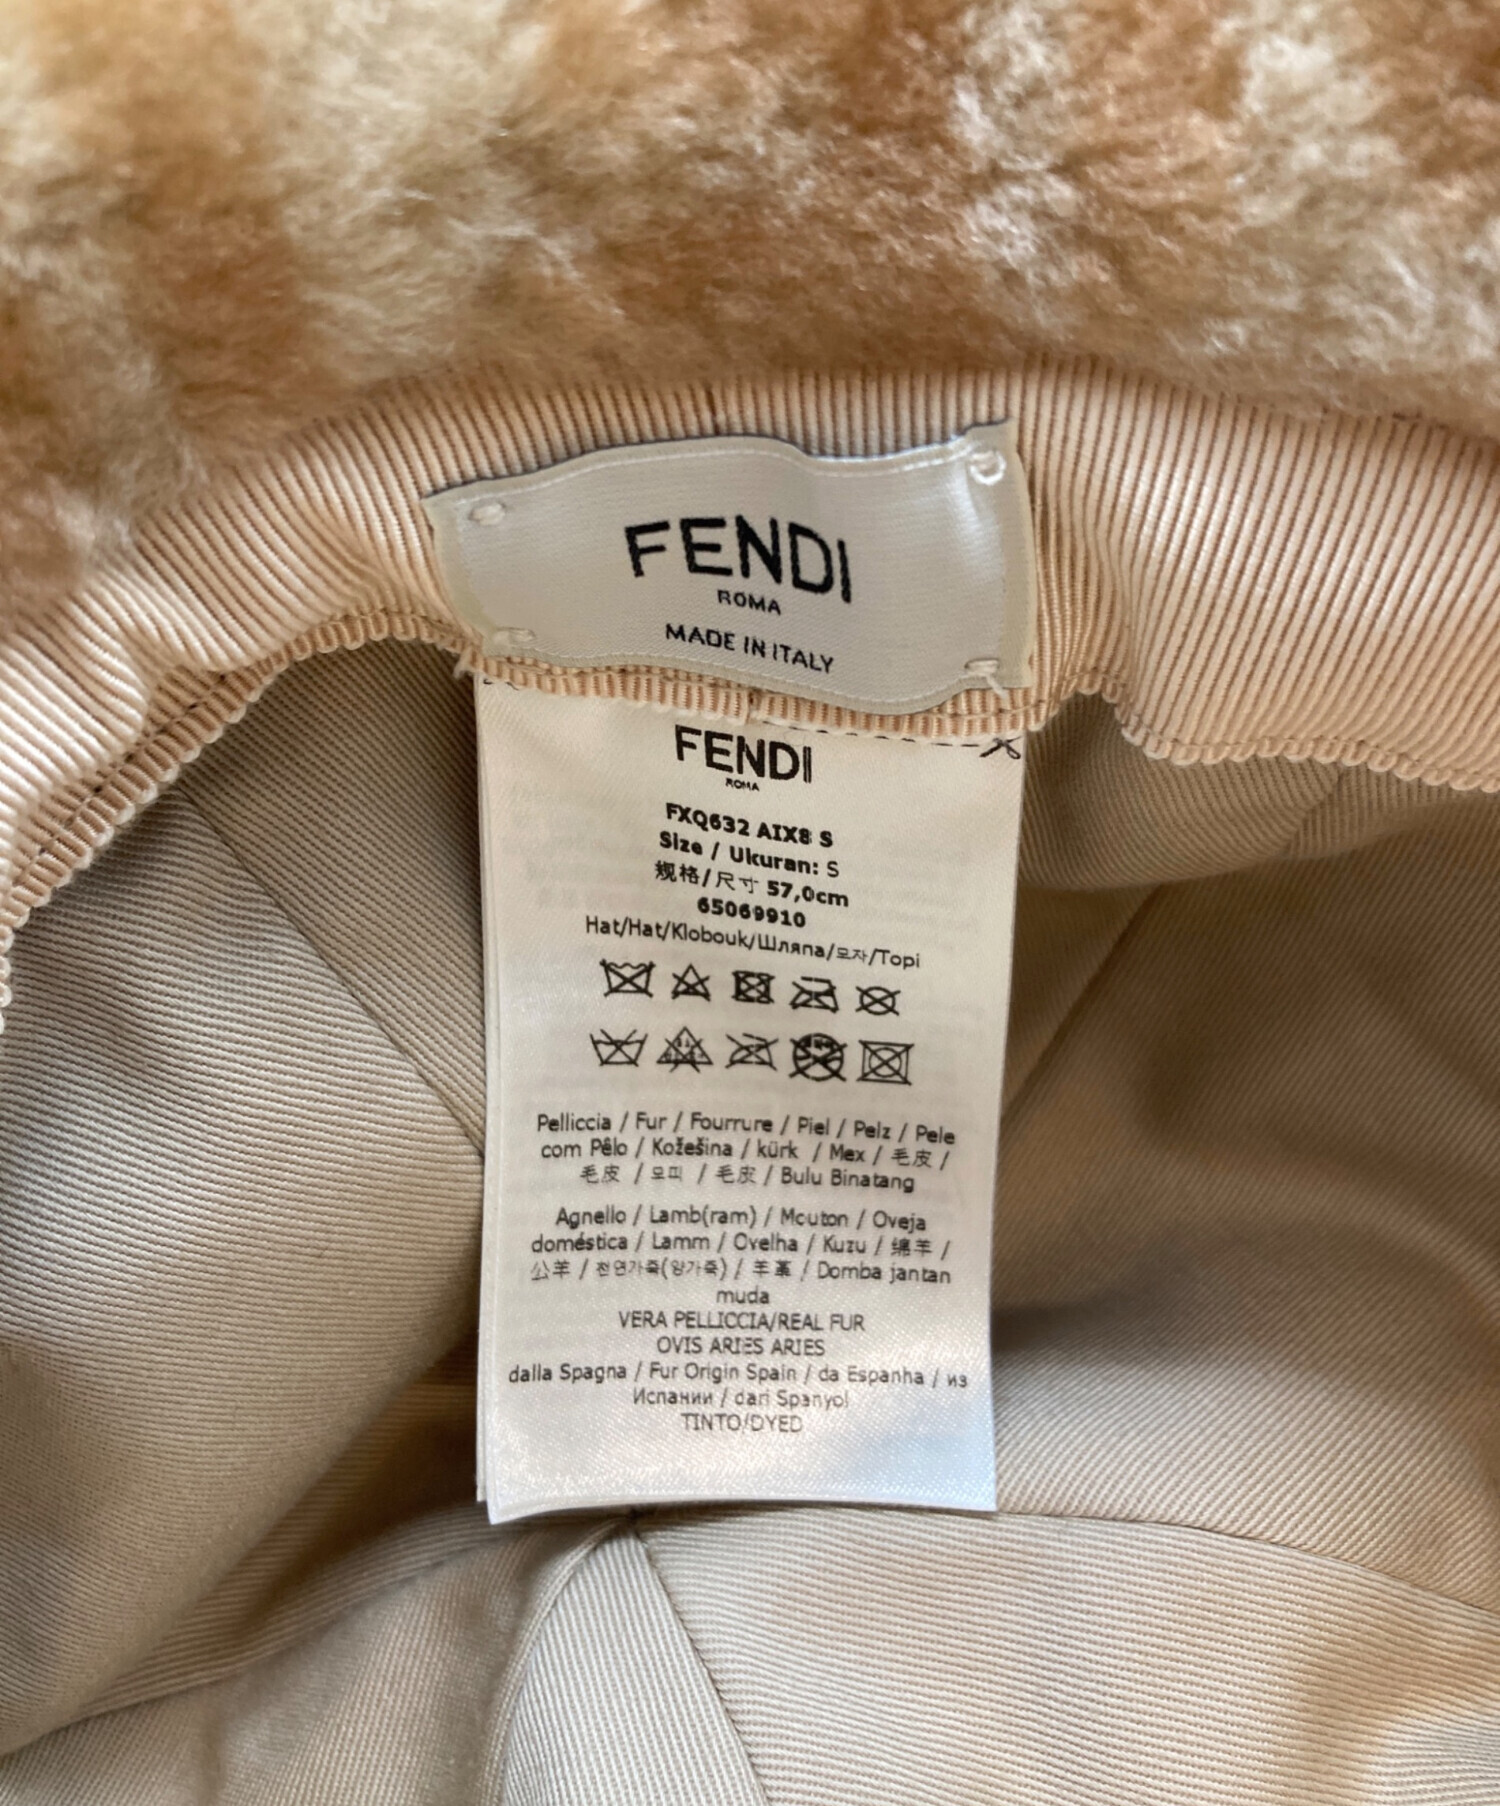 FENDI
ROMA
MADE IN ITALY
FENDI
ROMA
FXQ632 AIX8 S
Size / Ukuran: S
规格/尺寸 57,0cm
65069910
Hat/Hat/Klobouk/Шляпа/모자/Topi
Pelliccia / Fur / Fourrure / Piel / Pelz / Pele
com Pêlo / Kožešina / kürk / Mex / 毛皮 /
毛皮 / 모피 / 毛皮 / Bulu Binatang
Agnello / Lamb(ram) / Mouton / Oveja
doméstica / Lamm / Ovelha / Kuzu / 绵羊 /
公羊 / 천연가죽(양가죽) / 羊革 / Domba jantan
muda
VERA PELLICCIA/REAL FUR
OVIS ARIES ARIES
dalla Spagna / Fur Origin Spain / da Espanha / из
Испании / dari Spanyol
TINTO/DYED